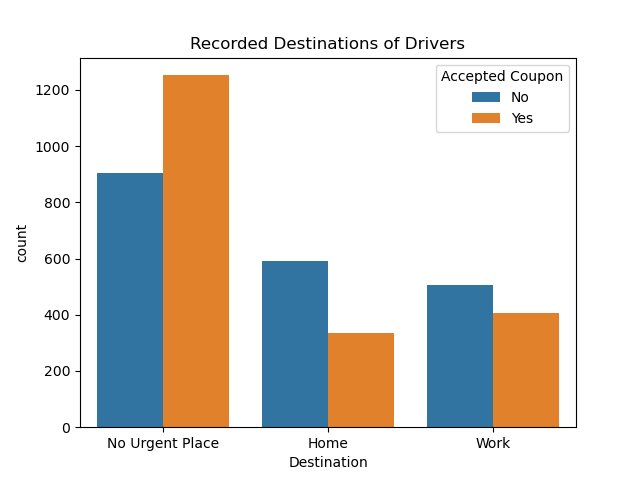 Recorded Destinations of Drivers
Accepted Coupon
No
Yes
1200
1000
800
600
400
200
0
count
No Urgent Place
Home
Work
Destination